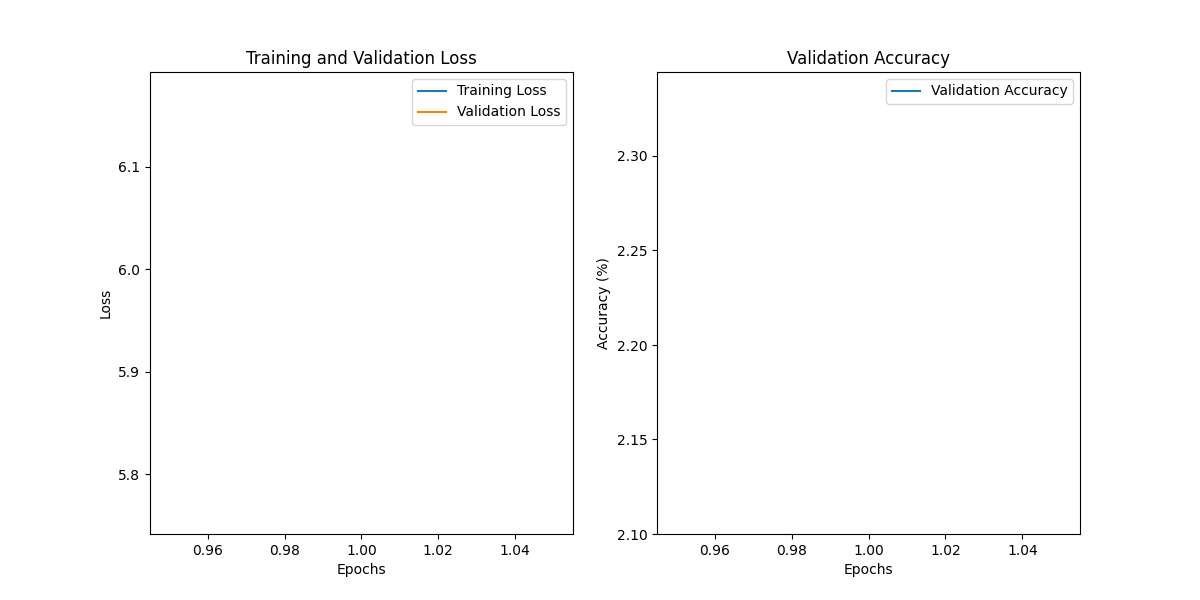 Training and Validation Loss
Training Loss
Validation Loss
6.1
6.0
5.9
5.8
Loss
0.96 0.98 1.00 1.02 1.04
Epochs
Validation Accuracy
Validation Accuracy
2.30
2.25
2.20
2.15
2.10
Accuracy (%)
0.96 0.98 1.00 1.02 1.04
Epochs